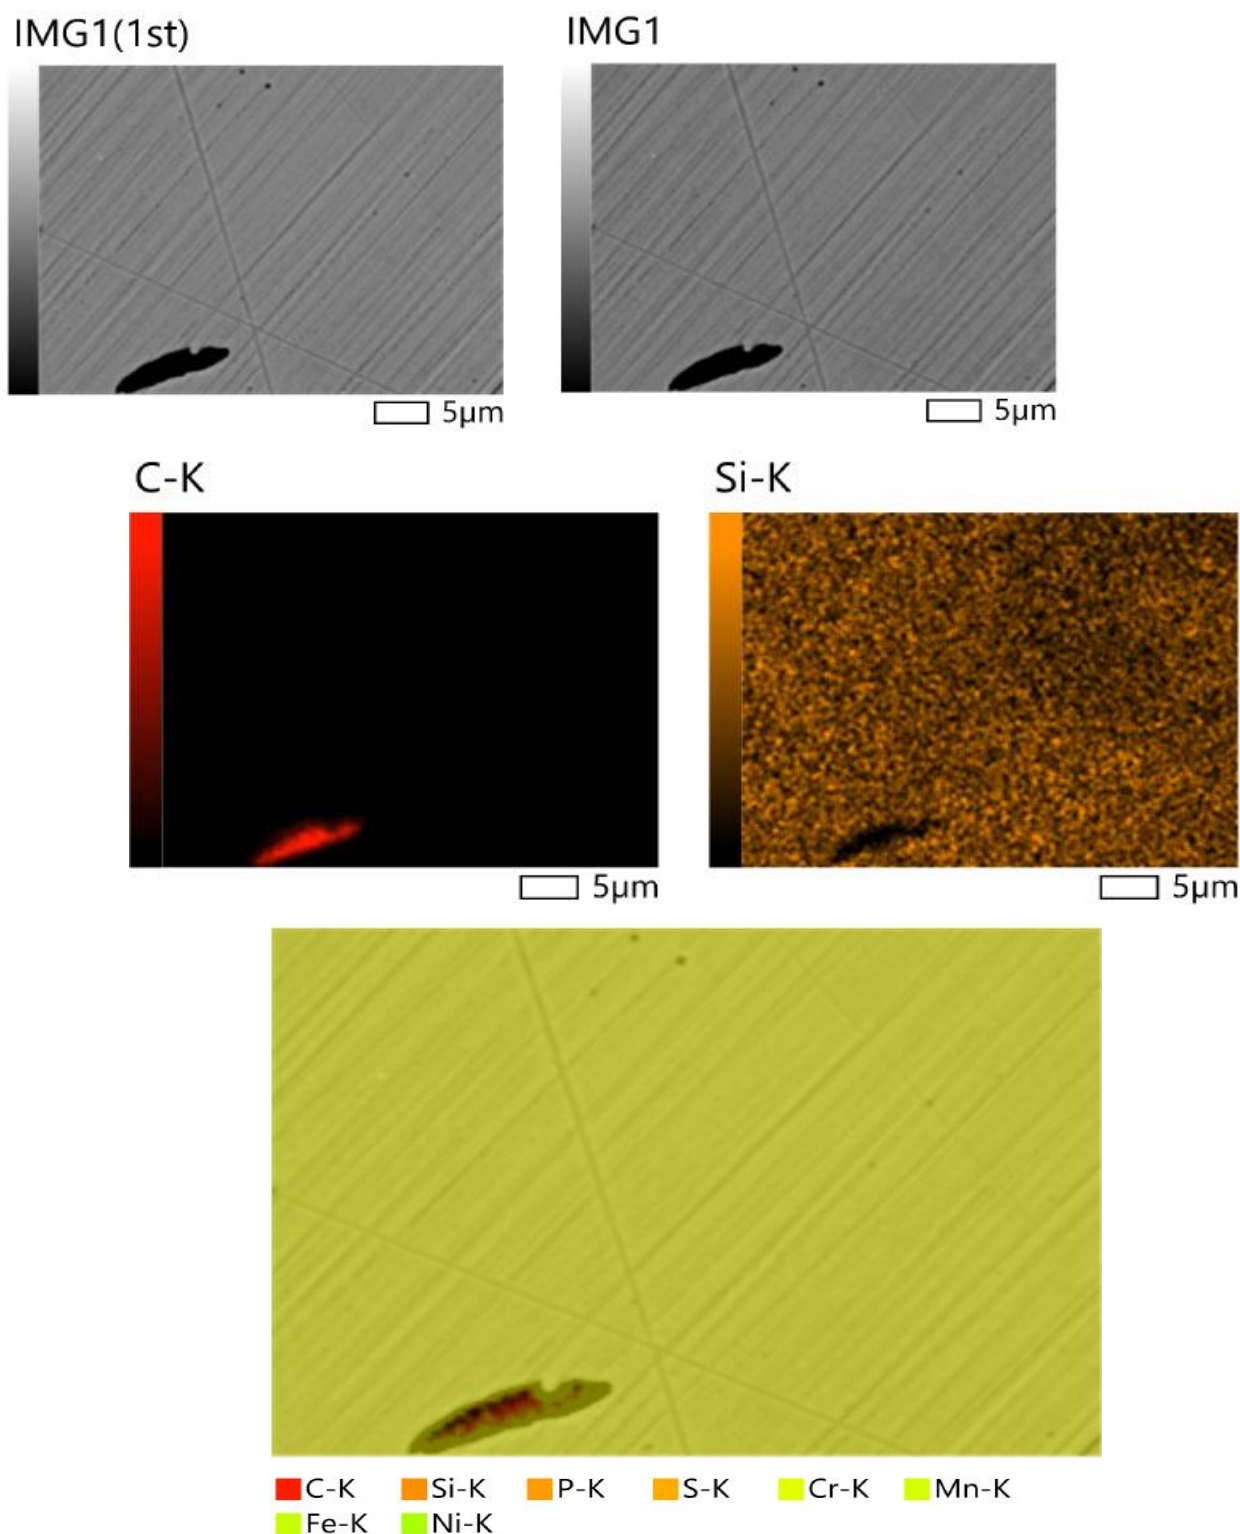 IMG1(1st)
IMG1
5μm
5μm
C-K
Si-K
5μm
5μm
C-K Si-K P-K S-K Cr-K Mn-K
Fe-K Ni-K